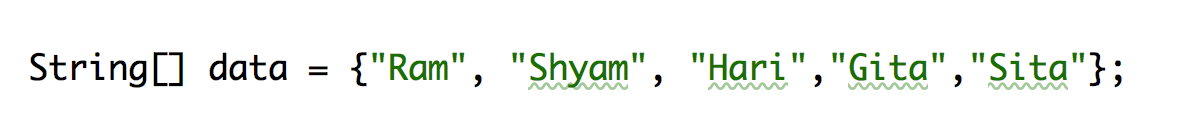 String[] data = {"Ram", "Shyam", "Hari","Gita","Sita"};